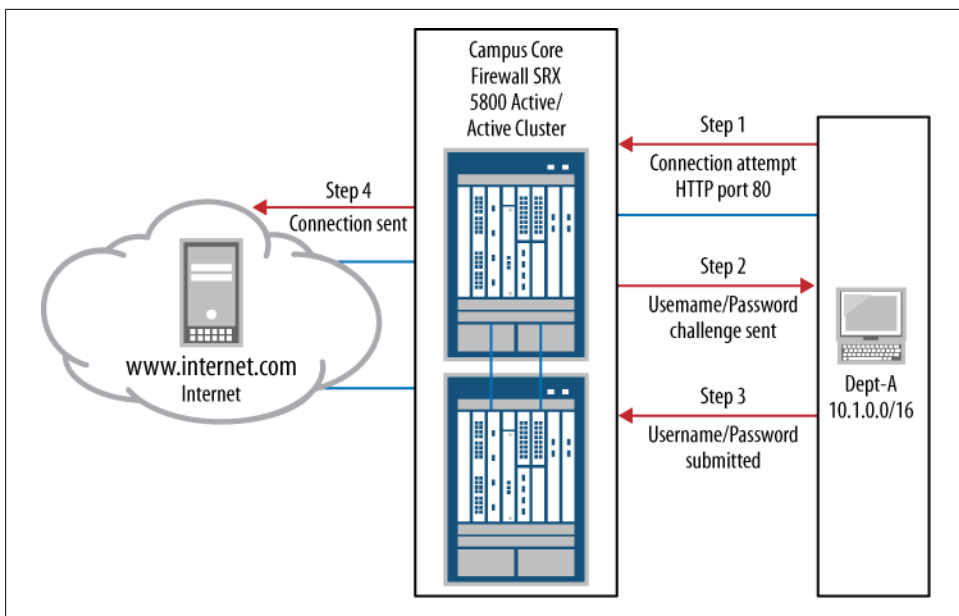 Campus Core
Firewall SRX
5800 Active/
Active Cluster
Step 1
Connection attempt
HTTP port 80
Step 4
Connection sent
Step 2
Username/Password
challenge sent
www.internet.com
Internet
Step 3
Username/Password
submitted
Dept-A
10.1.0.0/16